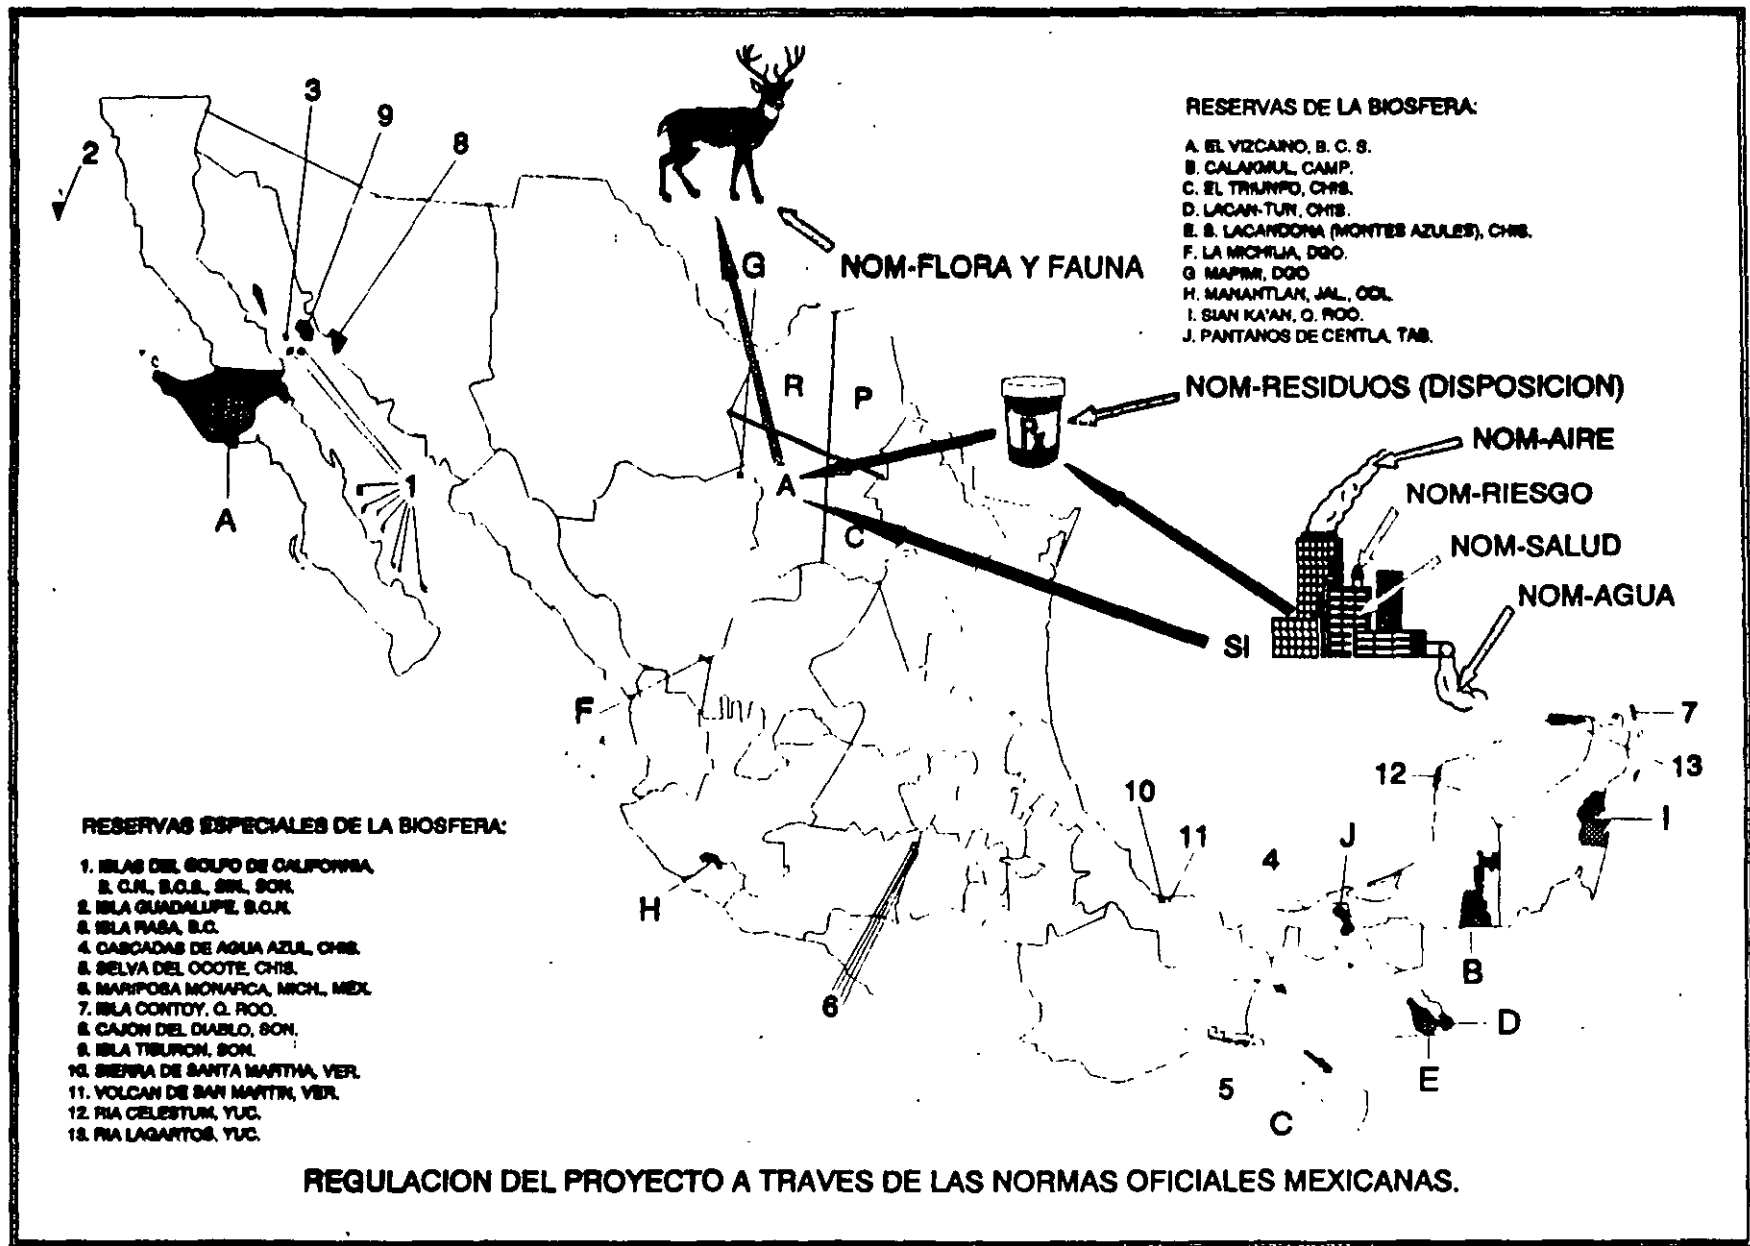 3
9
8
2
RESERVAS DE LA BIOSFERA:
A. EL VIZCAINO, B. C. S.
B. CALAKMUL, CAMP.
C. EL TRIUNFO, CHIS.
D. LACAN-TUN, CHIS.
E. S. LACANDONA (MONTES AZULES), CHIS.
F. LA MICHILIA, DGO.
G MAPIMI, DGO
H. MANANTLAN, JAL., COL.
I. SIAN KA'AN, Q. ROO.
J. PANTANOS DE CENTLA, TAB.
G
NOM-FLORA Y FAUNA
R
P
NOM-RESIDUOS (DISPOSICION)
NOM-AIRE
NOM-RIESGO
NOM-SALUD
NOM-AGUA
1
A
A
C
SI
F
7
12
13
10
11
4
J
I
H
6
B
D
E
5
C
RESERVAS ESPECIALES DE LA BIOSFERA:
1. ISLAS DEL GOLFO DE CALIFORNIA,
B. C.N., B.C.S., SIN., SON.
2. ISLA GUADALUPE, B.C.N.
3. ISLA RASA, B.C.
4. CASCADAS DE AGUA AZUL, CHIS.
5. SELVA DEL OCOTE, CHIS.
6. MARIPOSA MONARCA, MICH., MEX.
7. ISLA CONTOY, Q. ROO.
8. CAJON DEL DIABLO, SON.
9. ISLA TIBURON, SON.
10. SIERRA DE SANTA MARTHA, VER.
11. VOLCAN DE SAN MARTIN, VER.
12. RIA CELESTUM, YUC.
13. RIA LAGARTOS, YUC.
REGULACION DEL PROYECTO A TRAVES DE LAS NORMAS OFICIALES MEXICANAS.